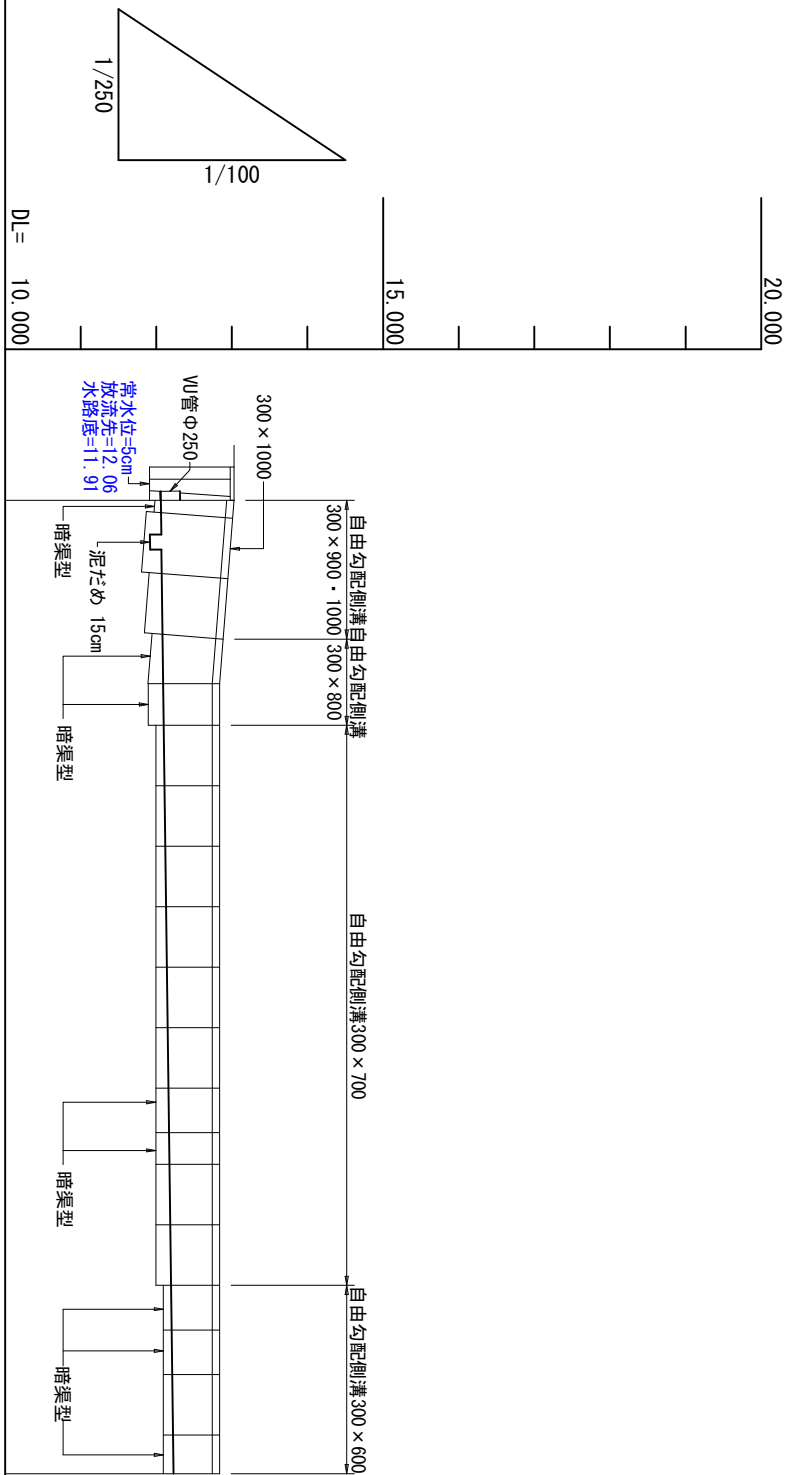 1/250
1/100
DL= 10.000
15.000
20.000
300×1000
VU管Φ250
常水位=5cm
放流先=12.06
水路底=11.91
自由勾配側溝
300×900・1000
自由勾配側溝
300×800
自由勾配側溝300×700
自由勾配側溝300×600
暗渠型
泥だめ 15cm
暗渠型
暗渠型
暗渠型